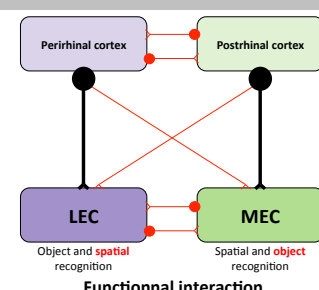 Perirhinal cortex
Postrhinal cortex
LEC
MEC
Object and spatial
recognition
Spatial and object
recognition
Functionnal interaction